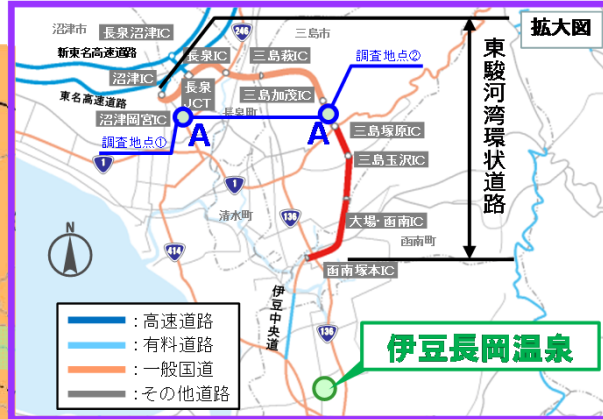 拡大図
沼津市
長泉沼津IC
新東名高速道路
246
三島市
長泉IC
三島萩IC
調査地点②
沼津IC
東名高速道路
長泉
JCT
三島加茂IC
長泉町
沼津岡宮IC
A
A
調査地点①
三島塚原IC
三島玉沢IC
東駿河湾環状道路
1
1
清水町
136
大場・函南IC
函南町
414
N
函南塚本IC
伊豆中央道
136
伊豆長岡温泉
:高速道路
:有料道路
:一般国道
:その他道路